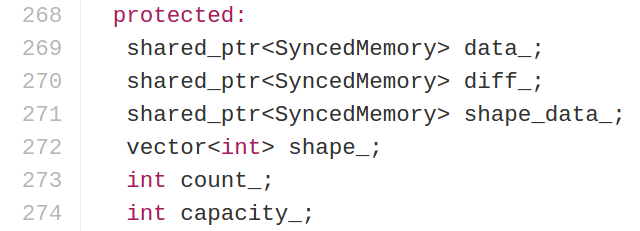 268 protected:
269 shared_ptr<SyncedMemory> data_;
270 shared_ptr<SyncedMemory> diff_;
271 shared_ptr<SyncedMemory> shape_data_;
272 vector<int> shape_;
273 int count_;
274 int capacity_;